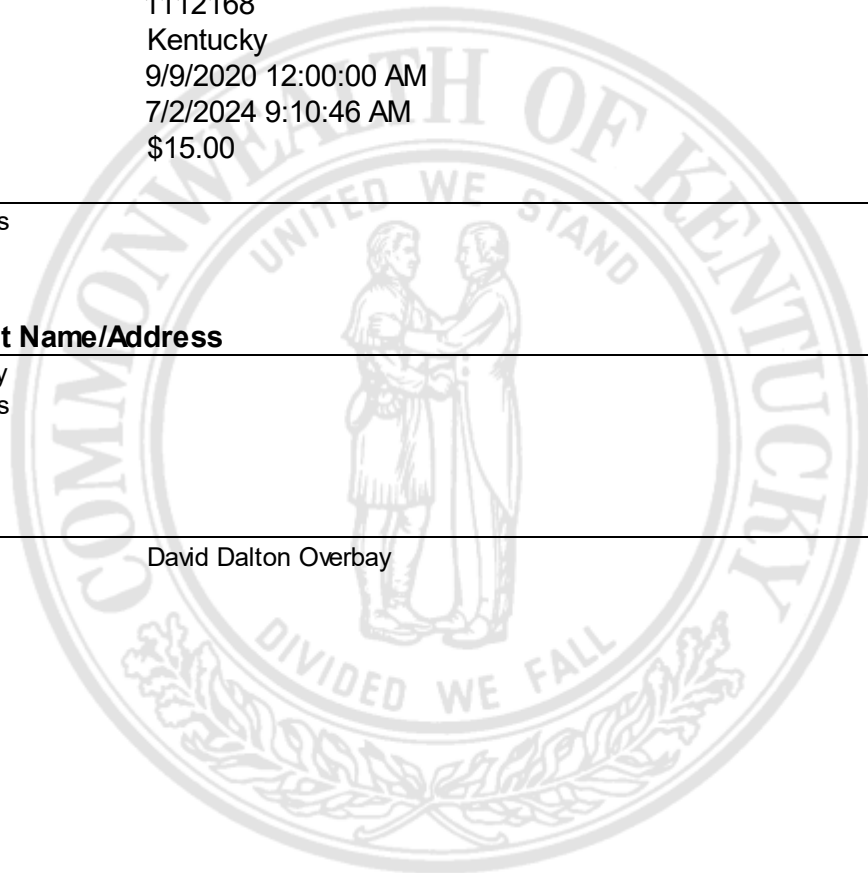 1112168
Kentucky
9/9/2020 12:00:00 AM
7/2/2024 9:10:46 AM
$15.00
s
t Name/Address
y
s
David Dalton Overbay
COMMONWEALTH OF KENTUCKY
UNITED WE STAND
DIVIDED WE FALL